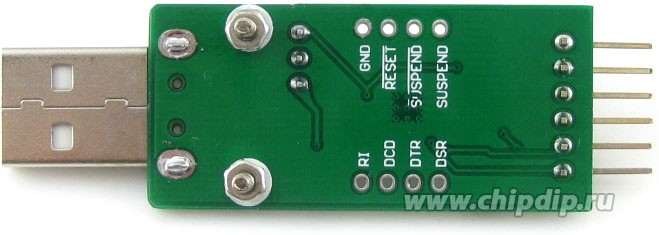 GND
RESET
SUSPEND
SUSPEND
RI
DCD
DTR
DSR
www.chipdip.ru